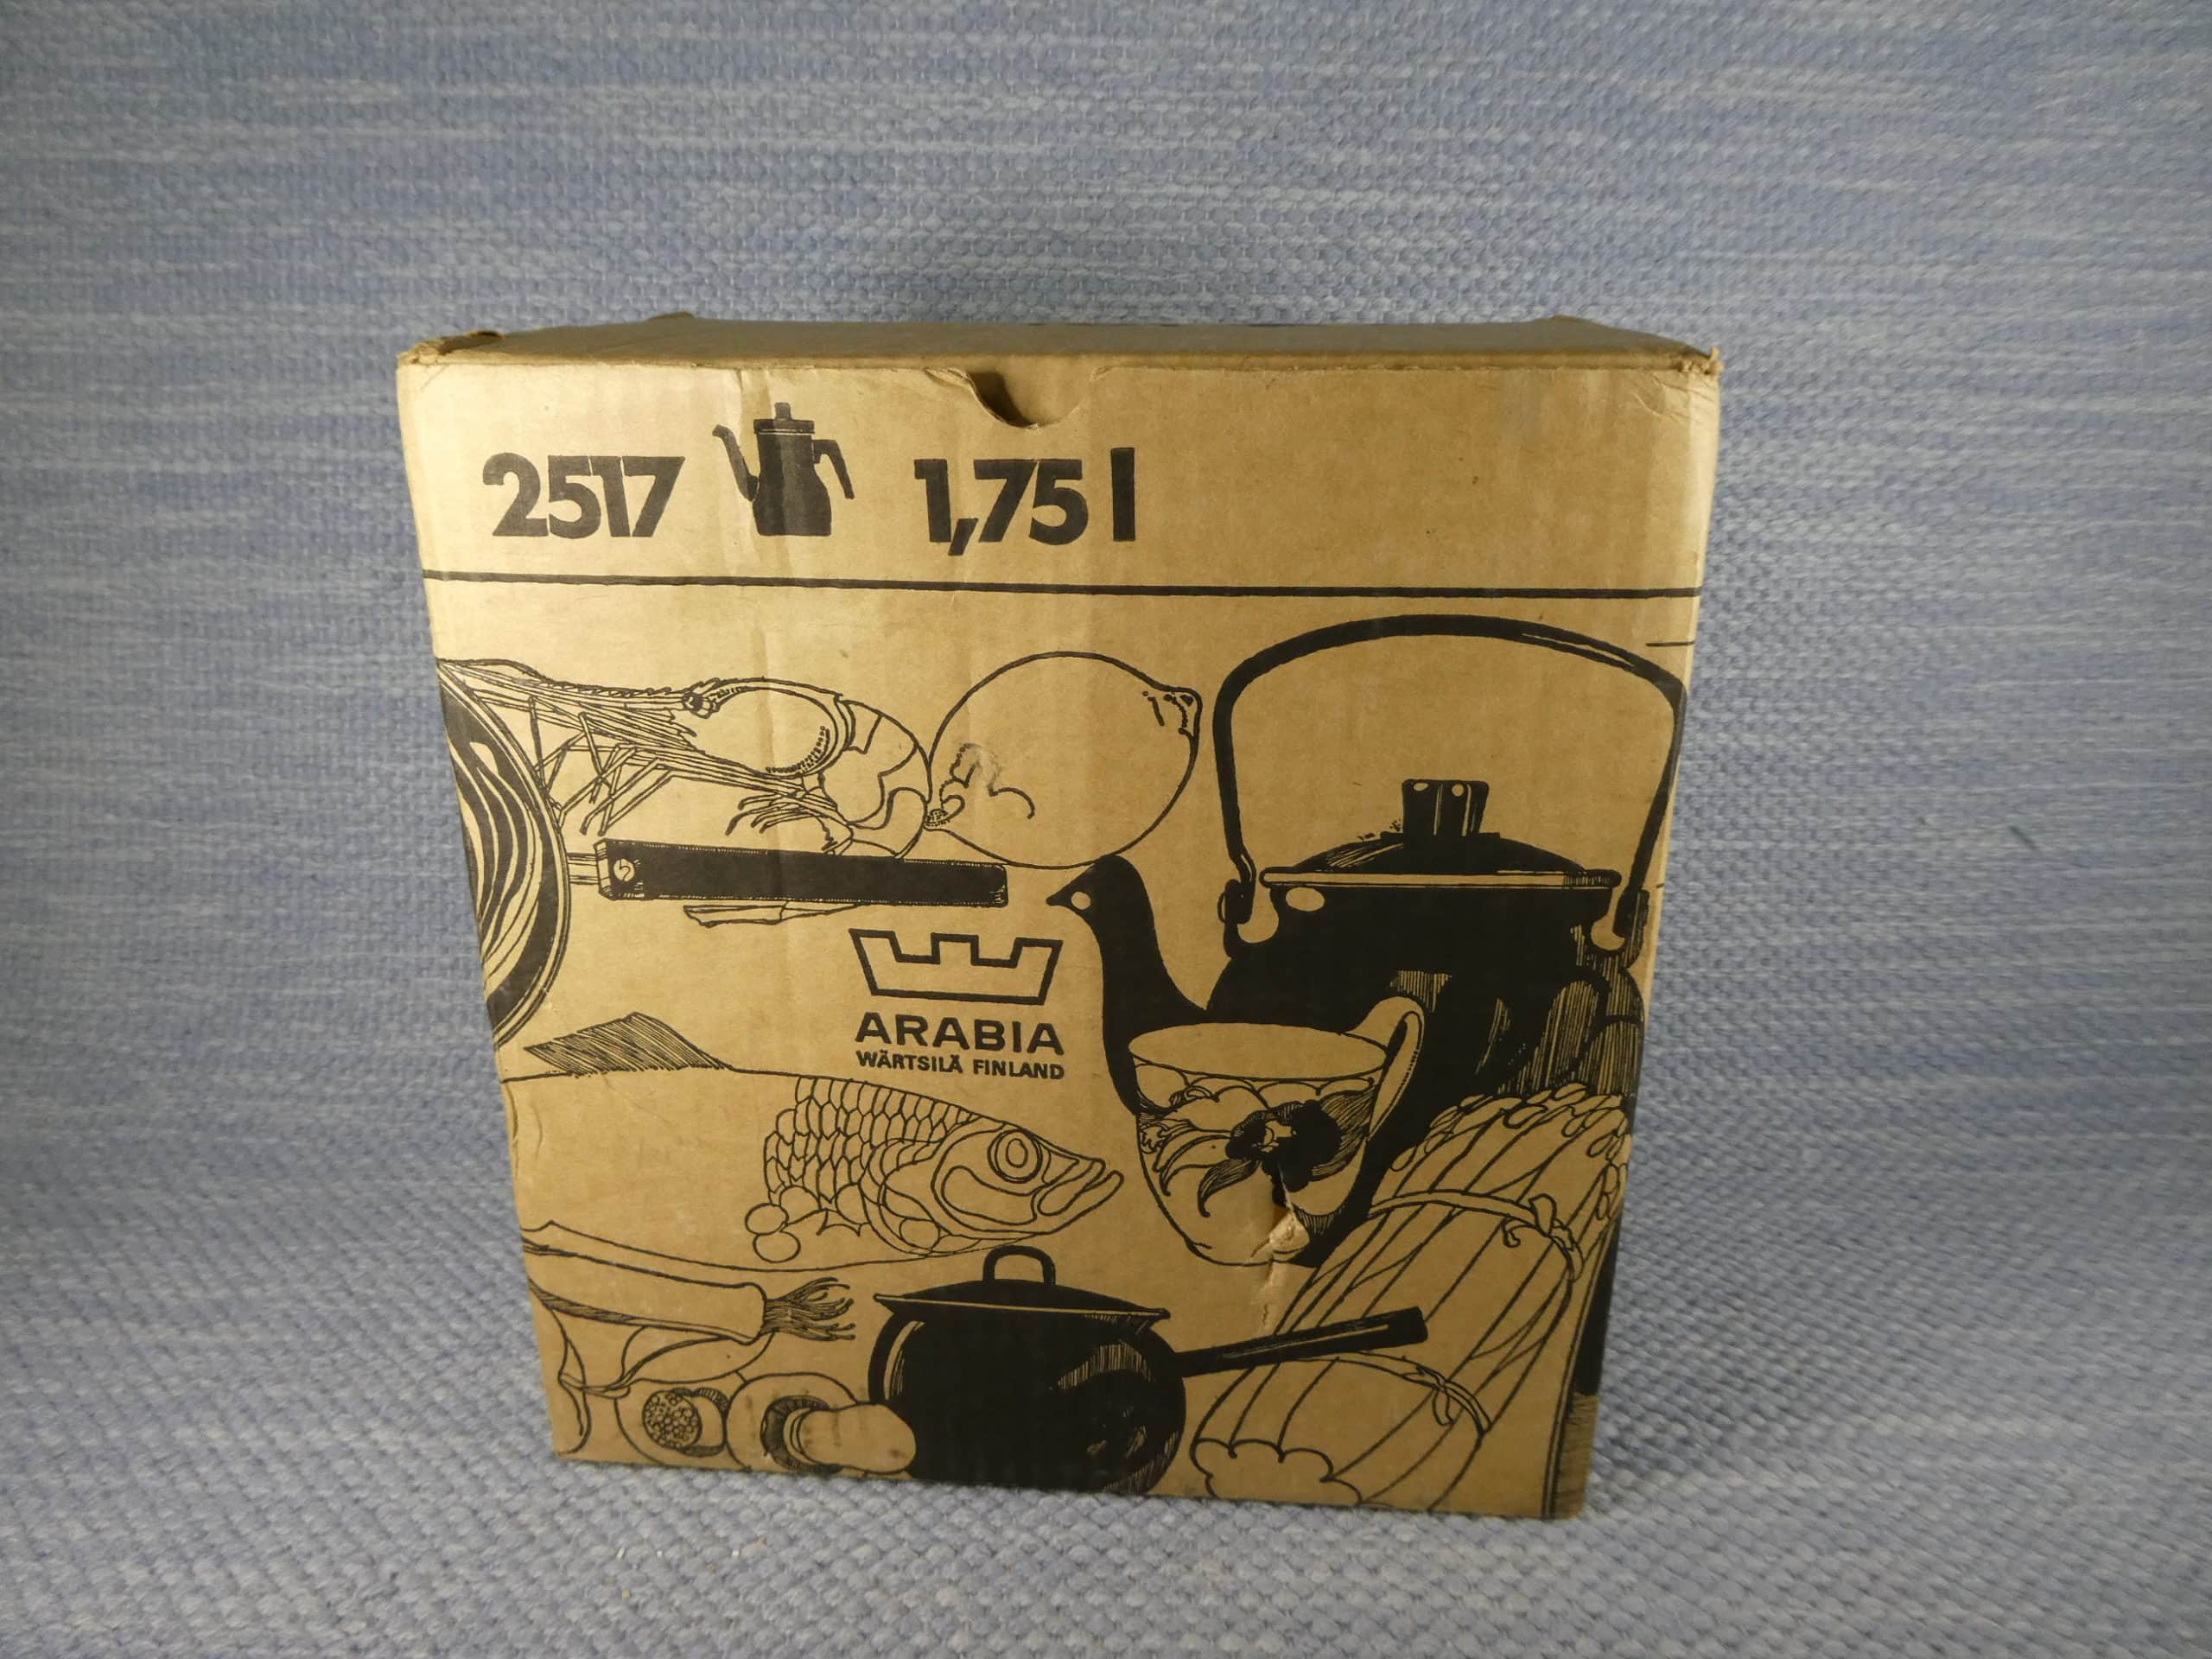 2517 1,75 l
ARABIA
WÄRTSILÄ FINLAND